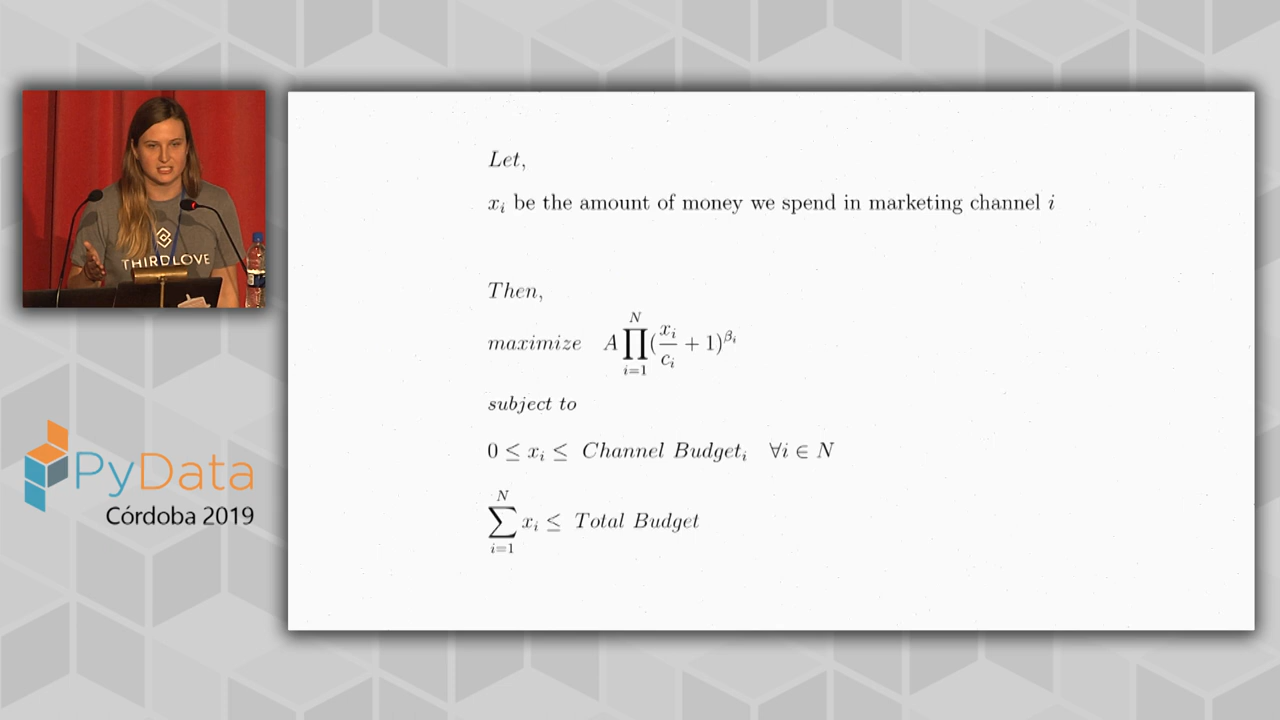 THIRDLOVE
PyData
Córdoba 2019
Let,
x_i be the amount of money we spend in marketing channel i
Then,
maximize A ∏_{i=1}^{N} (x_i/c_i + 1)^{β_i}
subject to
0 ≤ x_i ≤ Channel Budget_i ∀i ∈ N
∑_{i=1}^{N} x_i ≤ Total Budget